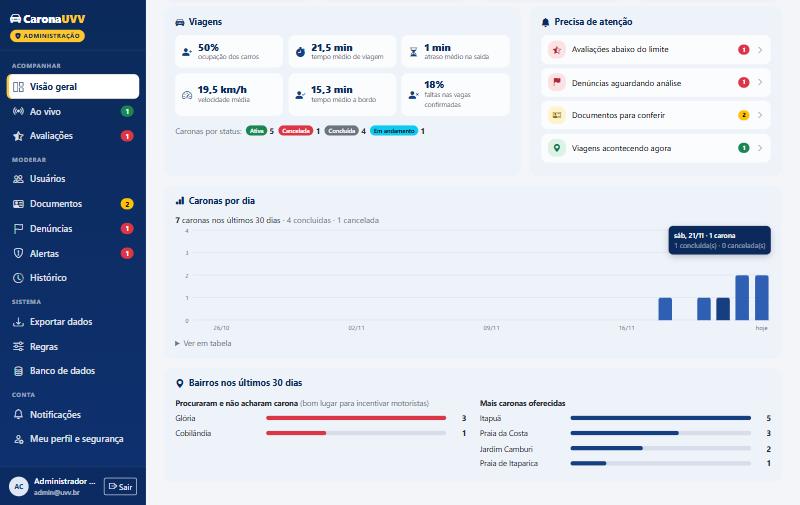 CaronaUVV
ADMINISTRAÇÃO
ACOMPANHAR
Visão geral
Ao vivo 1
Avaliações 1
MODERAR
Usuários
Documentos 2
Denúncias 1
Alertas 1
Histórico
SISTEMA
Exportar dados
Regras
Banco de dados
CONTA
Notificações
Meu perfil e segurança
AC
Administrador ...
admin@uvv.br
Sair
Viagens
50%
ocupação dos carros
21,5 min
tempo médio de viagem
1 min
atraso médio na saída
19,5 km/h
velocidade média
15,3 min
tempo médio a bordo
18%
faltas nas vagas
confirmadas
Caronas por status: Ativa 5 Cancelada 1 Concluída 4 Em andamento 1
Precisa de atenção
Avaliações abaixo do limite 1
Denúncias aguardando análise 1
Documentos para conferir 2
Viagens acontecendo agora 1
Caronas por dia
7 caronas nos últimos 30 dias · 4 concluídas · 1 cancelada
4
3
2
1
0
26/10 02/11 09/11 16/11 hoje
sáb, 21/11 · 1 carona
1 concluída(s) · 0 cancelada(s)
Ver em tabela
Bairros nos últimos 30 dias
Procuraram e não acharam carona (bom lugar para incentivar motoristas)
Glória 3
Cobilândia 1
Mais caronas oferecidas
Itapuã 5
Praia da Costa 3
Jardim Camburi 2
Praia de Itaparica 1